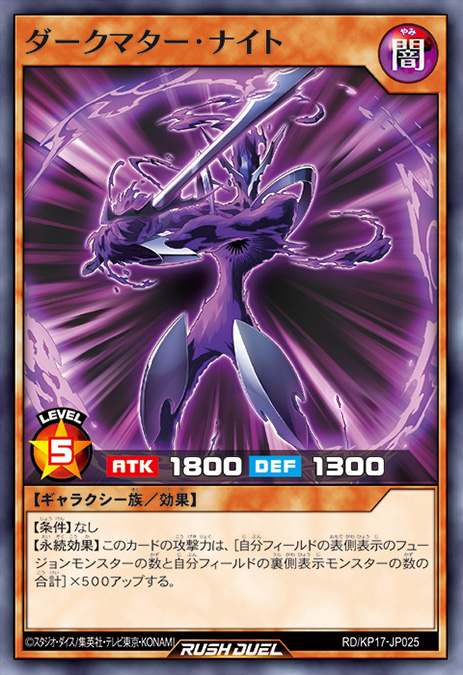 ダークマター・ナイト
やみ
闇
LEVEL
5
ATK 1800 DEF 1300
【ギャラクシー族／効果】
【条件】なし
【永続効果】このカードの攻撃力は、[自分フィールドの表側表示のフュー
ジョンモンスターの数と自分フィールドの裏側表示モンスターの数の
合計]×500アップする。
©スタジオ・ダイス/集英社・テレビ東京・KONAMI
RUSH DUEL
RD/KP17-JP025